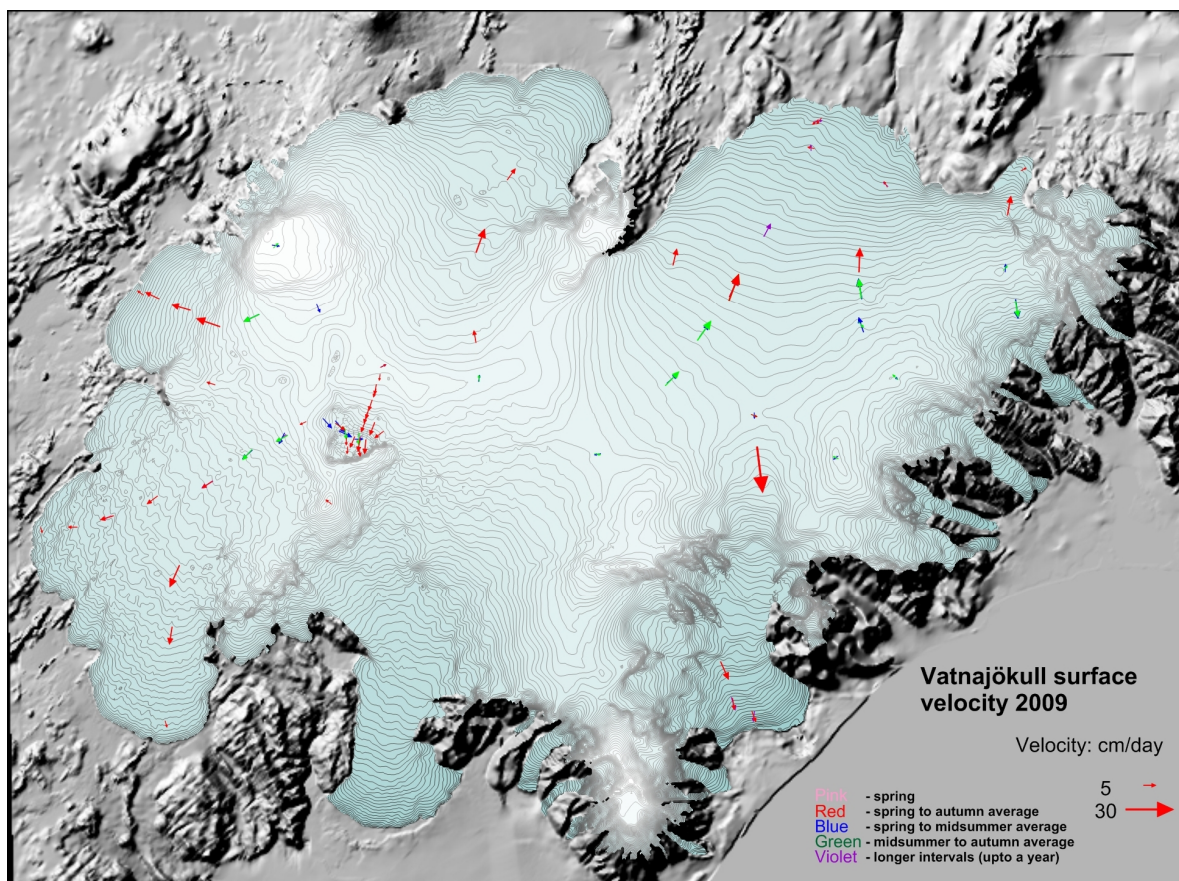 Vatnajökull surface
velocity 2009
Velocity: cm/day
5
30
Pink - spring
Red - spring to autumn average
Blue - spring to midsummer average
Green - midsummer to autumn average
Violet - longer intervals (upto a year)